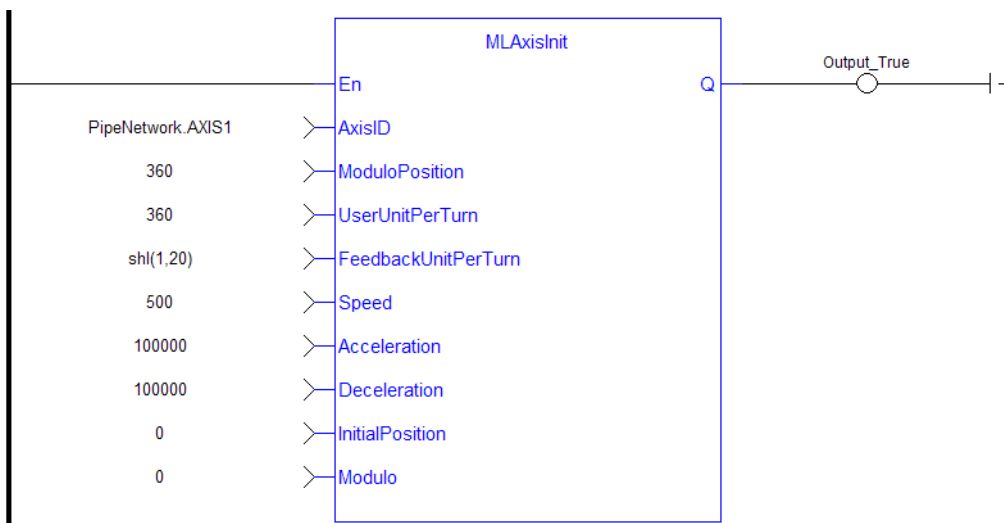 MLAxisInit
Output_True
En
Q
PipeNetwork.AXIS1 AxisID
360 ModuloPosition
360 UserUnitPerTurn
shl(1,20) FeedbackUnitPerTurn
500 Speed
100000 Acceleration
100000 Deceleration
0 InitialPosition
0 Modulo